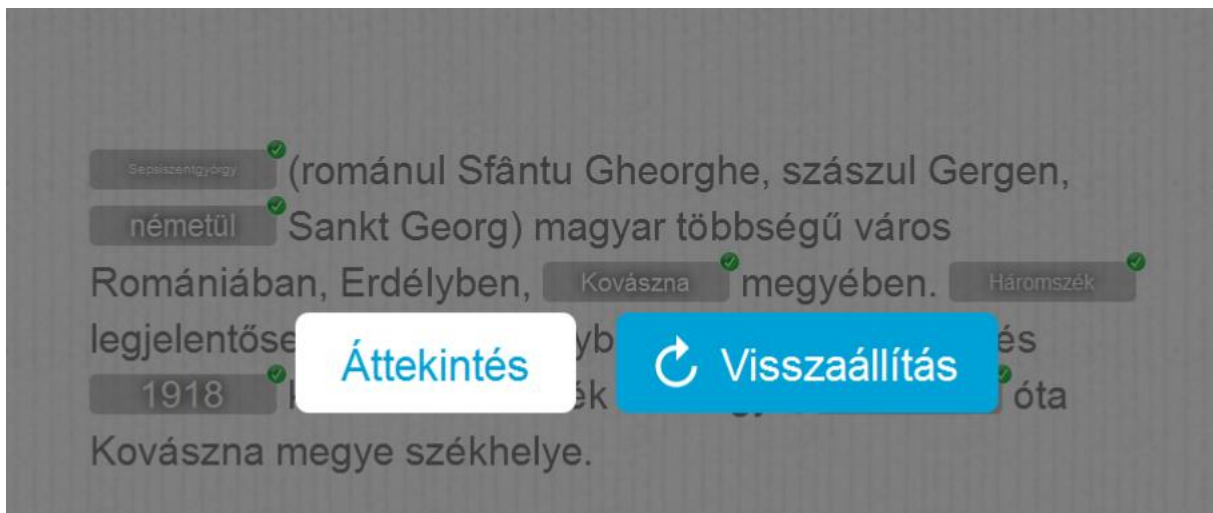 Sepsiszentgyörgy (románul Sfântu Gheorghe, szászul Gergen,
németül Sankt Georg) magyar többségű város
Romániában, Erdélyben, Kovászna megyében. Háromszék
és
1918 óta
Kovászna megye székhelye.
Áttekintés Visszaállítás